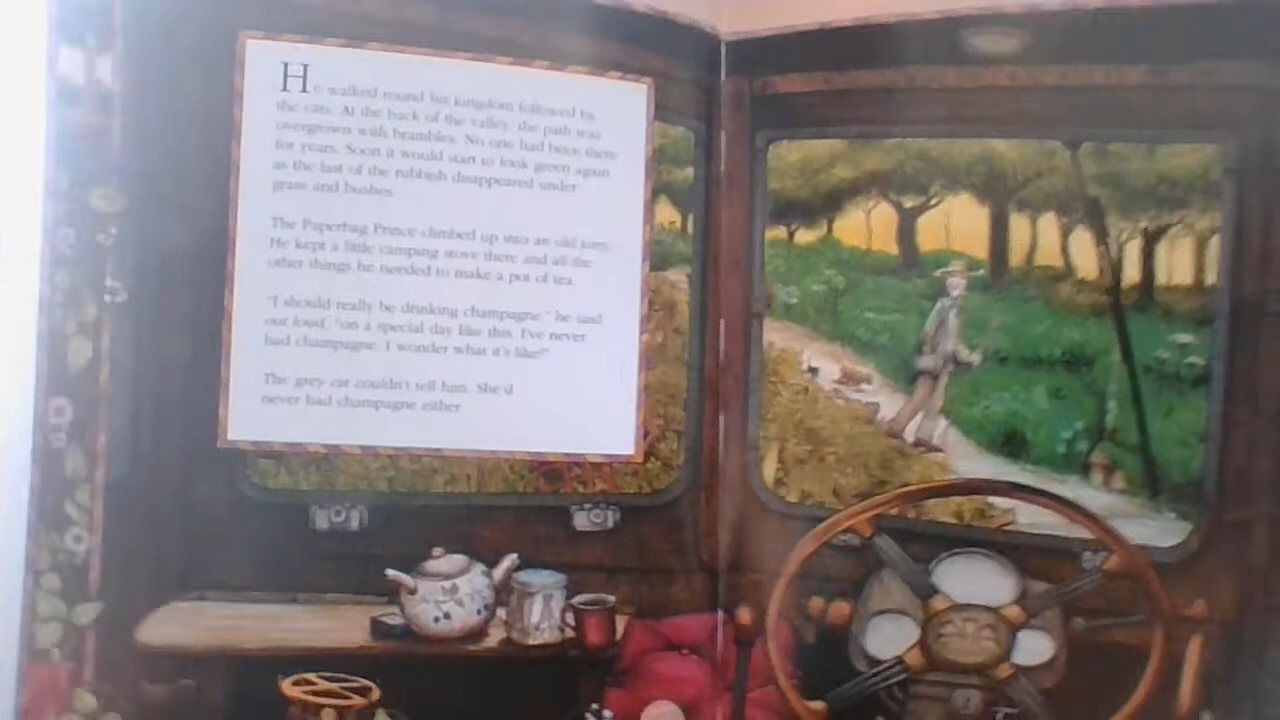 He walked round his kingdom followed by
the cats. At the back of the valley, the path was
overgrown with brambles. No one had been there
for years. Soon it would start to look green again
as the last of the rubbish disappeared under
grass and bushes.
The Paperbag Prince climbed up into an old lorry.
He kept a little camping stove there and all the
other things he needed to make a pot of tea.
"I should really be drinking champagne," he said
out loud, "on a special day like this. I've never
had champagne. I wonder what it's like?"
The grey cat couldn't tell him. She'd
never had champagne either.